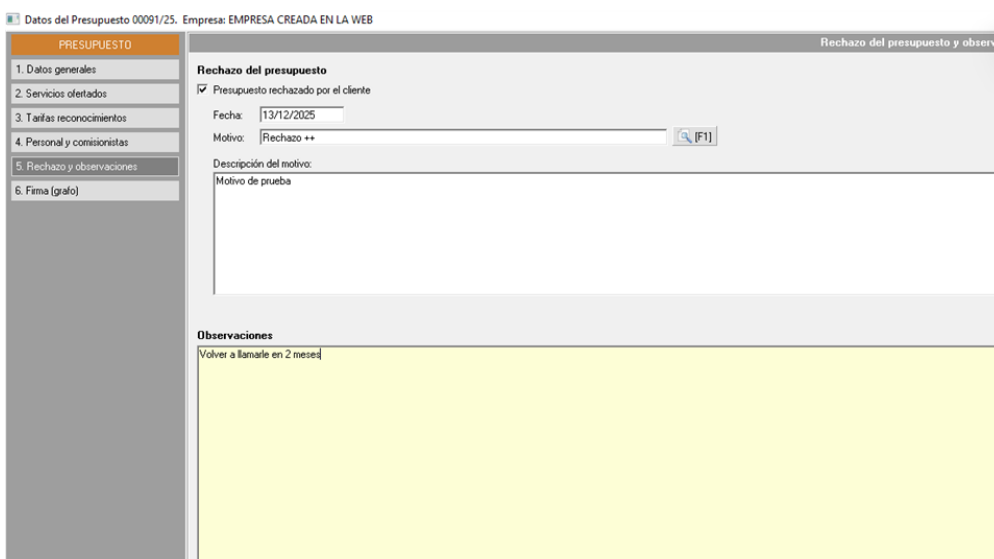 Datos del Presupuesto 00091/25. Empresa: EMPRESA CREADA EN LA WEB
PRESUPUESTO
1. Datos generales
2. Servicios ofertados
3. Tarifas reconocimientos
4. Personal y comisionistas
5. Rechazo y observaciones
6. Firma (grafo)
Rechazo del presupuesto y obser
Rechazo del presupuesto
Presupuesto rechazado por el cliente
Fecha: 13/12/2025
Motivo: Rechazo ++ [F1]
Descripción del motivo:
Motivo de prueba
Observaciones
Volver a llamarle en 2 meses